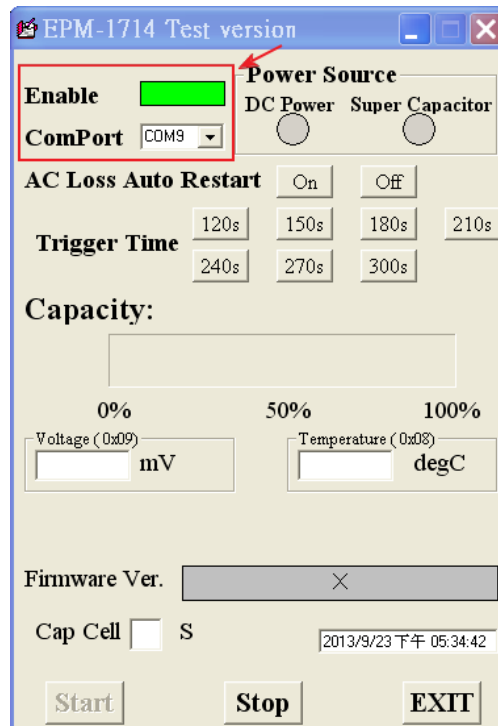 EPM-1714 Test version
Power Source
Enable
DC Power Super Capacitor
ComPort COM9
AC Loss Auto Restart On Off
Trigger Time
120s 150s 180s 210s
240s 270s 300s
Capacity:
0% 50% 100%
Voltage (0x09) Temperature (0x08)
mV degC
Firmware Ver. X
Cap Cell S
2013/9/23 下午 05:34:42
Start Stop EXIT